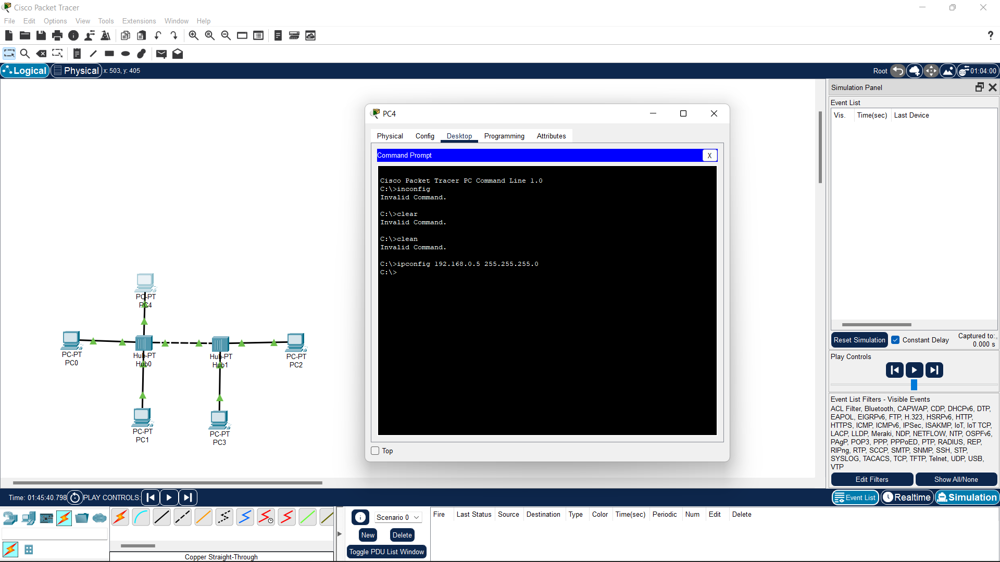 Cisco Packet Tracer
File Edit Options View Tools Extensions Window Help
?
Logical Physical x: 503, y: 405 Root 01:04:00
PC4
Physical Config Desktop Programming Attributes
Command Prompt X
Cisco Packet Tracer PC Command Line 1.0
C:\>inconfig
Invalid Command.
C:\>clear
Invalid Command.
C:\>clean
Invalid Command.
C:\>ipconfig 192.168.0.5 255.255.255.0
C:\>
Top
PC-PT
PC4
PC-PT
PC0
Hub-PT
Hub0
Hub-PT
Hub1
PC-PT
PC2
PC-PT
PC1
PC-PT
PC3
Simulation Panel
Event List
Vis. Time(sec) Last Device
Reset Simulation Constant Delay Captured to:
0.000 s
Play Controls
Event List Filters - Visible Events
ACL Filter, Bluetooth, CAPWAP, CDP, DHCPv6, DTP,
EAPOL, EIGRPv6, FTP, H.323, HSRPv6, HTTP,
HTTPS, ICMP, ICMPv6, IPSec, ISAKMP, IoT, IoT TCP,
LACP, LLDP, Meraki, NDP, NETFLOW, NTP, OSPFv6,
PAgP, POP3, PPP, PPPoED, PTP, RADIUS, REP,
RIPng, RTP, SCCP, SMTP, SNMP, SSH, STP,
SYSLOG, TACACS, TCP, TFTP, Telnet, UDP, USB,
VTP
Edit Filters Show All/None
Time: 01:45:40.798 PLAY CONTROLS: Event List Realtime Simulation
Scenario 0
New Delete
Toggle PDU List Window
Fire Last Status Source Destination Type Color Time(sec) Periodic Num Edit Delete
Copper Straight-Through